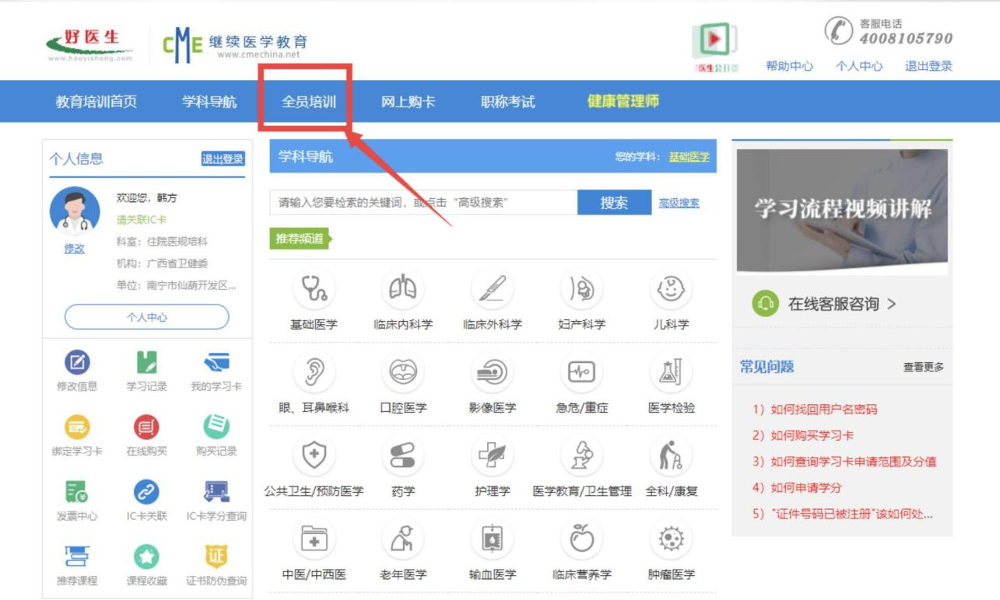 好医生
www.haoyisheng.com
CME 继续医学教育
www.cmechina.net
医生公开课
客服电话
4008105790
帮助中心 个人中心 退出登录
教育培训首页 学科导航 全员培训 网上购卡 职称考试 健康管理师
个人信息 退出登录
欢迎您，韩方
请关联IC卡
科室：住院医规培科
机构：广西省卫健委
单位：南宁市仙葫开发区...
修改
个人中心
修改信息 学习记录 我的学习卡
绑定学习卡 在线购买 购买记录
发票中心 IC卡关联 IC卡学分查询
证
推荐课程 课程收藏 证书防伪查询
学科导航 您的学科： 基础医学
请输入您要检索的关键词，或点击“高级搜索” 搜索 高级搜索
推荐频道
基础医学 临床内科学 临床外科学 妇产科学 儿科学
眼、耳鼻喉科 口腔医学 影像医学 急危/重症 医学检验
公共卫生/预防医学 药学 护理学 医学教育/卫生管理 全科/康复
中医/中西医 老年医学 输血医学 临床营养学 肿瘤医学
学习流程视频讲解
在线客服咨询 >
常见问题 查看更多
1）如何找回用户名密码
2）如何购买学习卡
3）如何查询学习卡申请范围及分值
4）如何申请学分
5）"证件号码已被注册"该如何处...